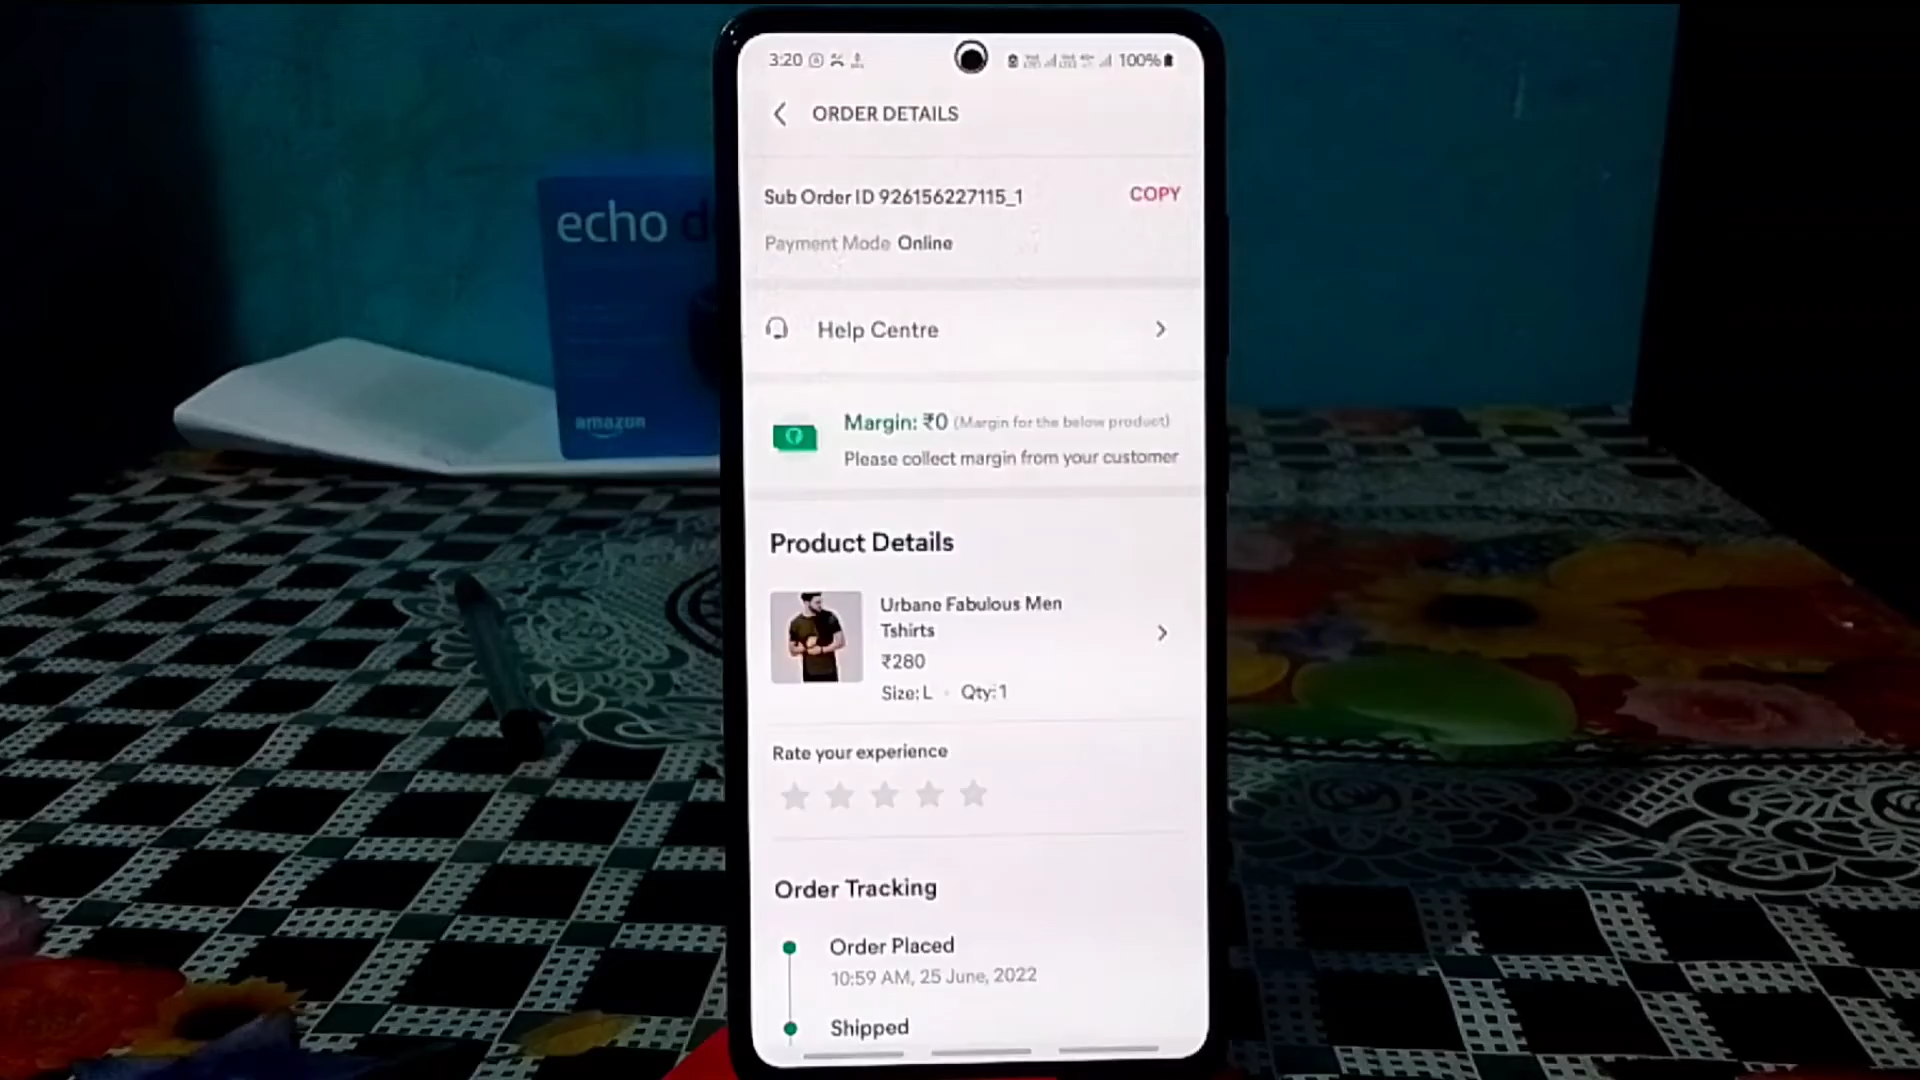 3:20
100%
ORDER DETAILS
Sub Order ID 926156227115_1
COPY
Payment Mode Online
Help Centre
Margin: ₹0 (Margin for the below product)
Please collect margin from your customer
Product Details
Urbane Fabulous Men
Tshirts
₹280
Size: L · Qty: 1
Rate your experience
Order Tracking
Order Placed
10:59 AM, 25 June, 2022
Shipped
echo d
amazon